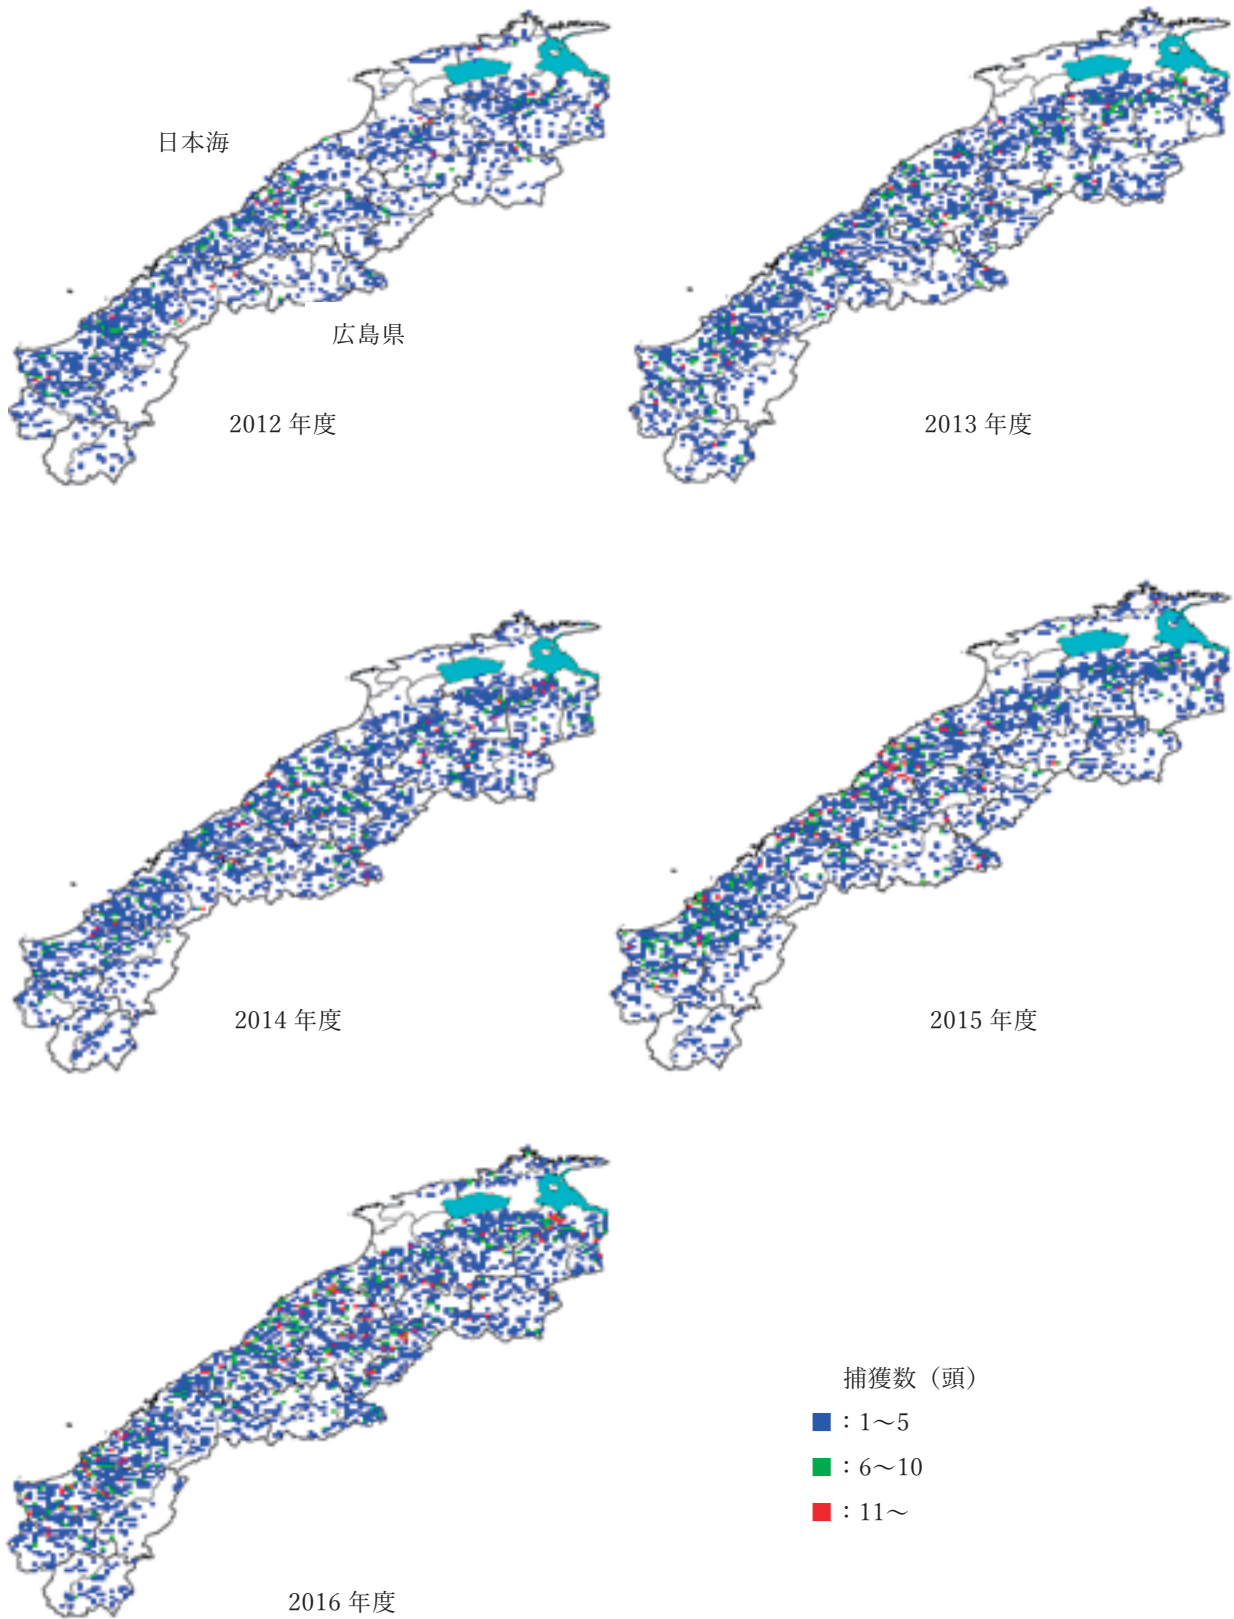 日本海
広島県
2012 年度
2013 年度
2014 年度
2015 年度
2016 年度
捕獲数（頭）
：1～5
：6～10
：11～